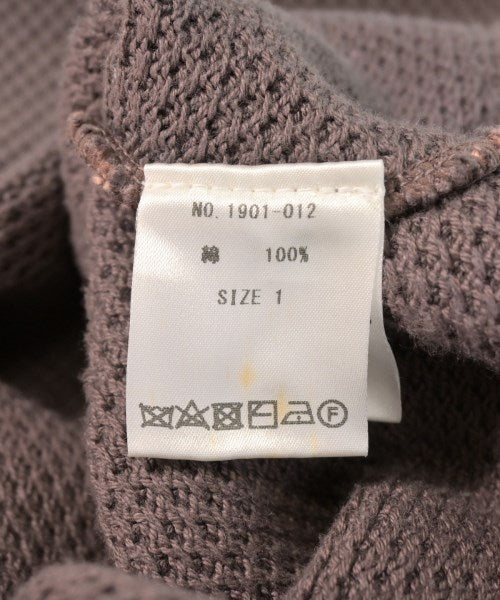 NO. 1901-012
綿 100%
SIZE 1
F